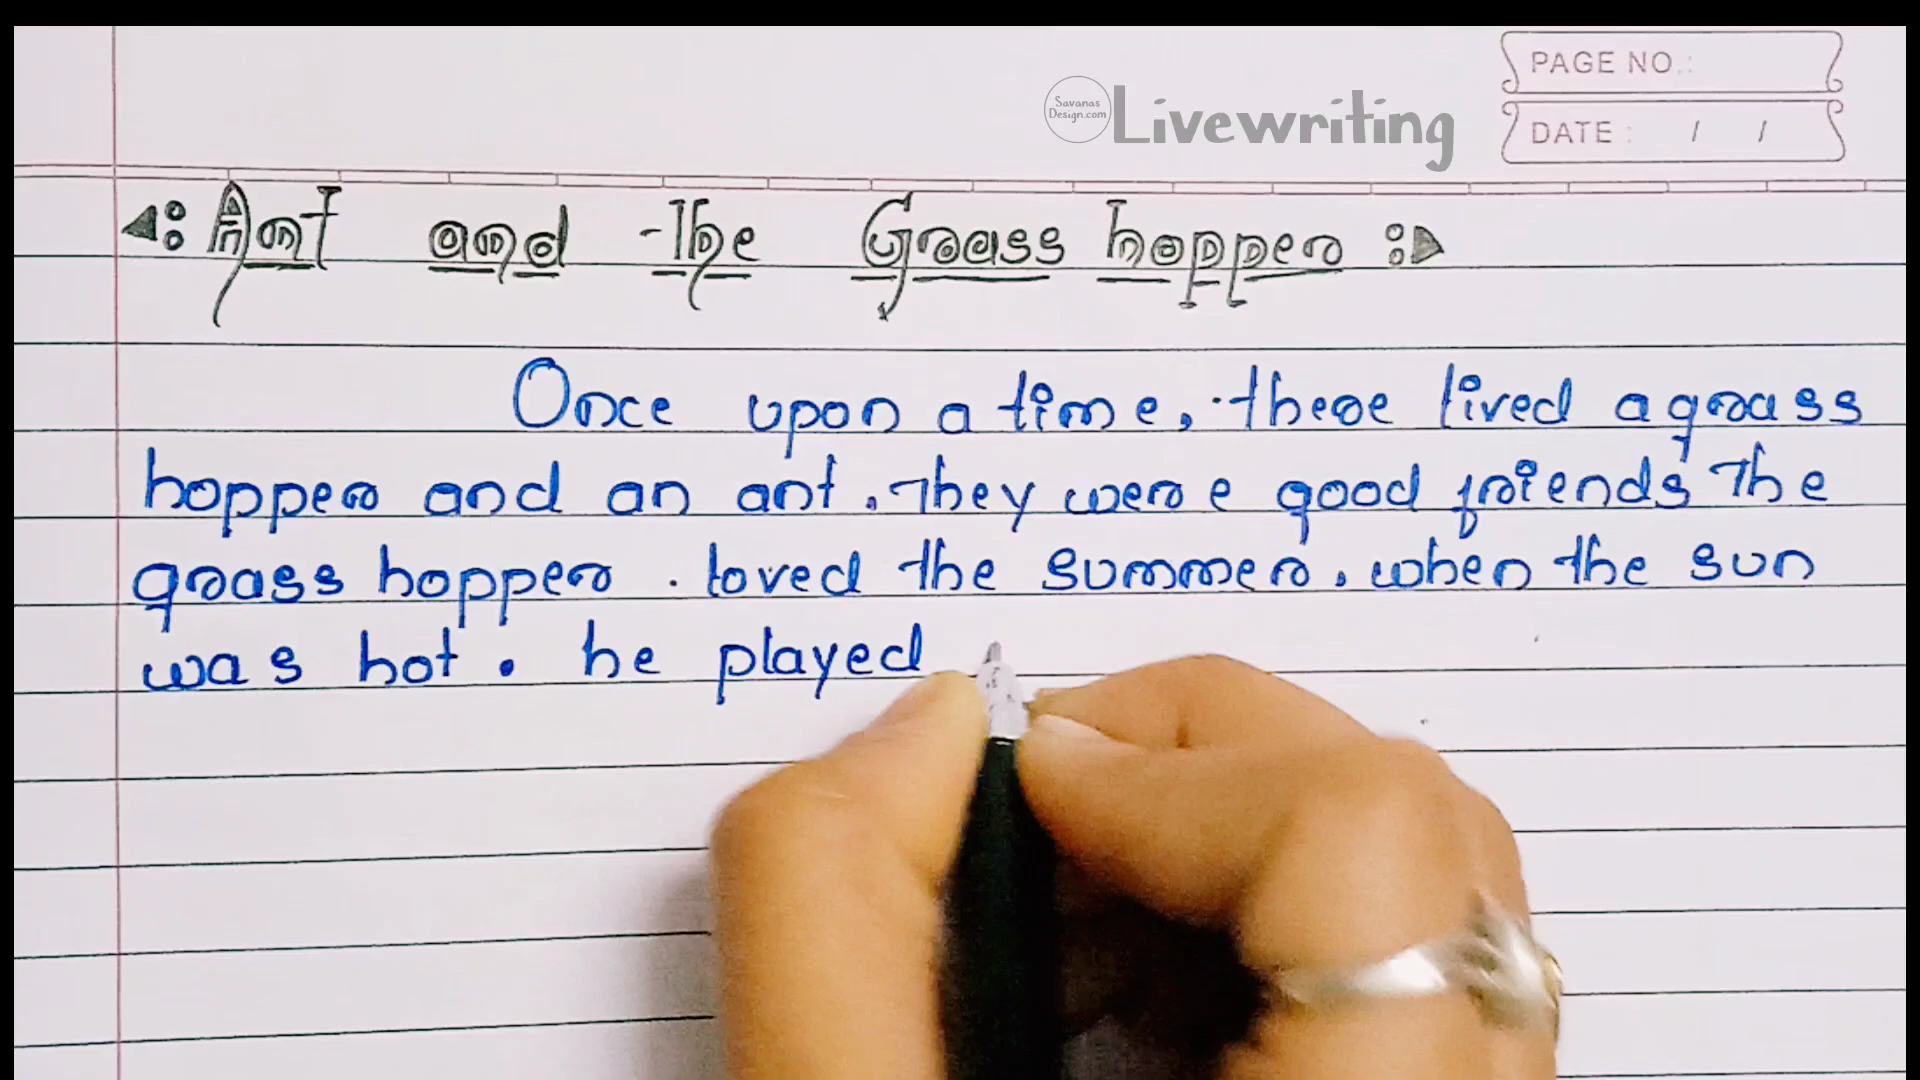 PAGE NO.:
Savanas Design.com Livewriting
DATE : / /
Ant and the Grass hopper
Once upon a time, there lived a grass
hopper and an ant. They were good friends The
grass hopper . loved the summer. when the sun
was hot . he played